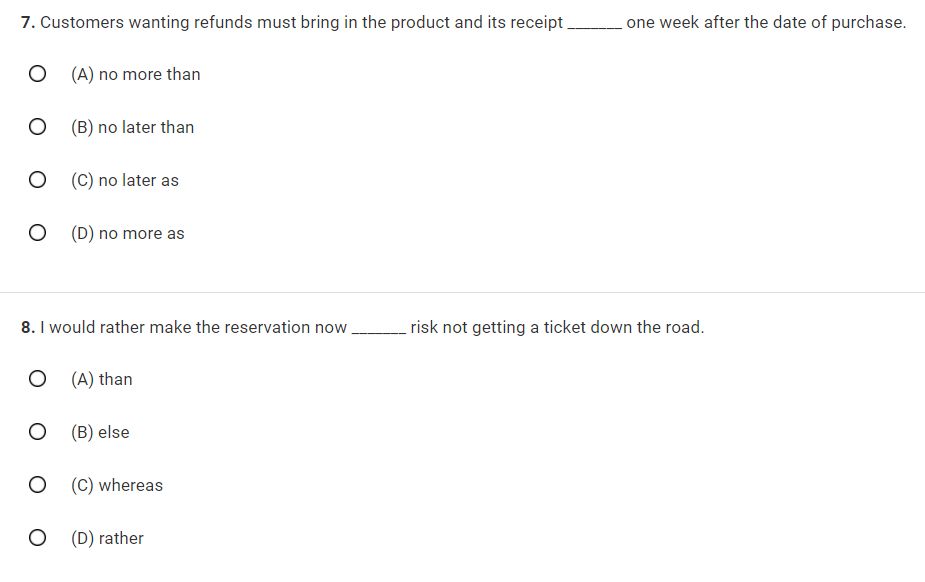 7. Customers wanting refunds must bring in the product and its receipt _______ one week after the date of purchase.
(A) no more than
(B) no later than
(C) no later as
(D) no more as
8. I would rather make the reservation now _______ risk not getting a ticket down the road.
(A) than
(B) else
(C) whereas
(D) rather